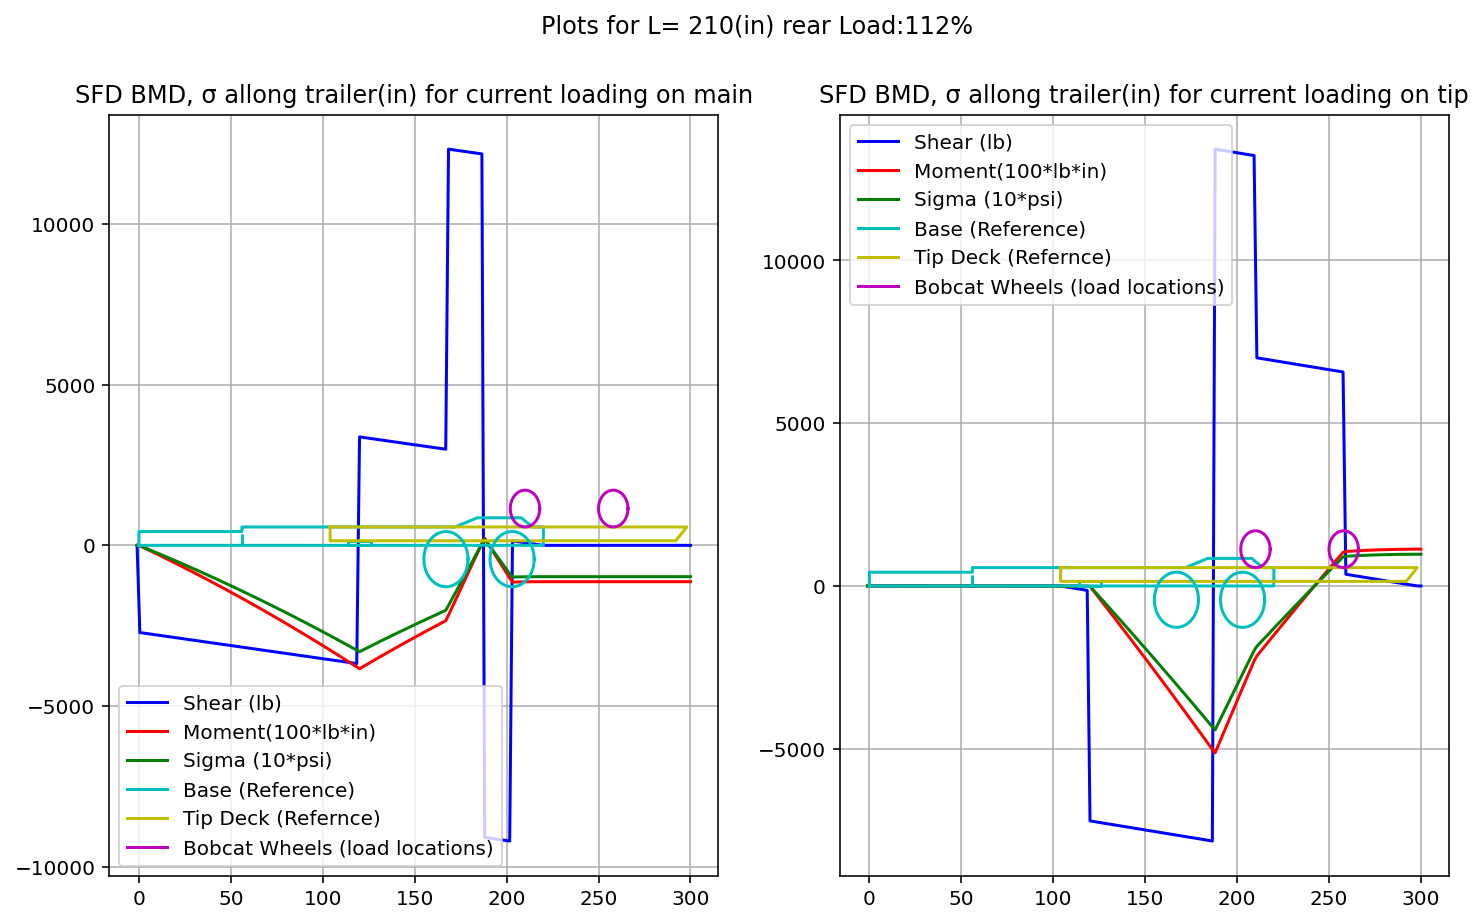 Plots for L= 210(in) rear Load:112%
SFD BMD, σ allong trailer(in) for current loading on main
10000
5000
0
−5000
−10000
0 50 100 150 200 250 300
Shear (lb)
Moment(100*lb*in)
Sigma (10*psi)
Base (Reference)
Tip Deck (Refernce)
Bobcat Wheels (load locations)
SFD BMD, σ allong trailer(in) for current loading on tip
Shear (lb)
Moment(100*lb*in)
Sigma (10*psi)
Base (Reference)
Tip Deck (Refernce)
Bobcat Wheels (load locations)
10000
5000
0
−5000
0 50 100 150 200 250 300